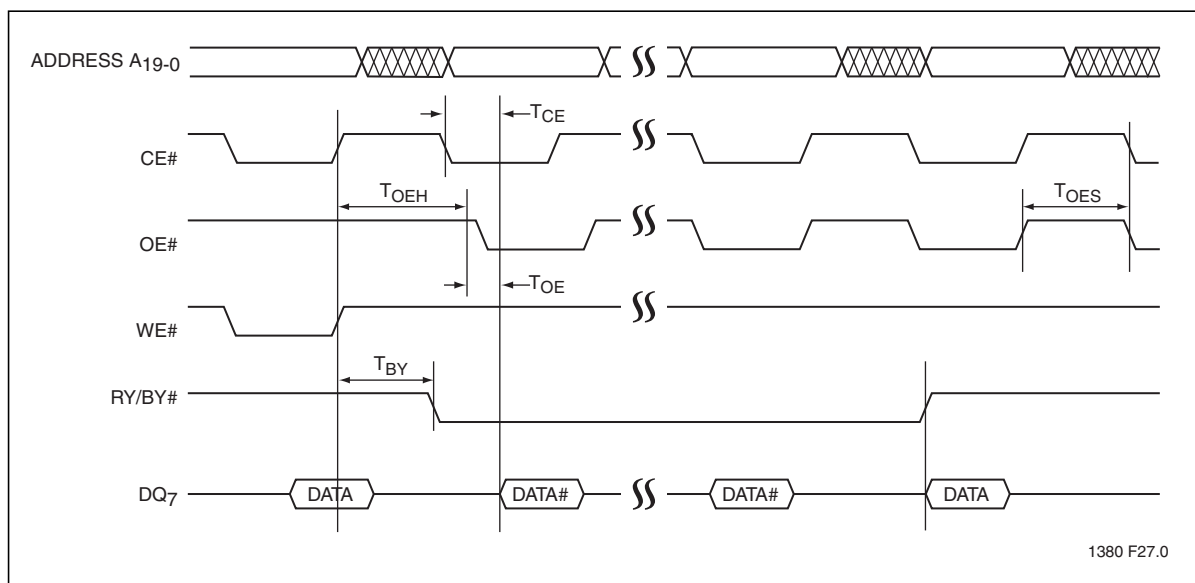 ADDRESS A19-0
TCE
CE#
TOEH
TOES
OE#
TOE
WE#
TBY
RY/BY#
DQ7
DATA
DATA#
DATA#
DATA
1380 F27.0